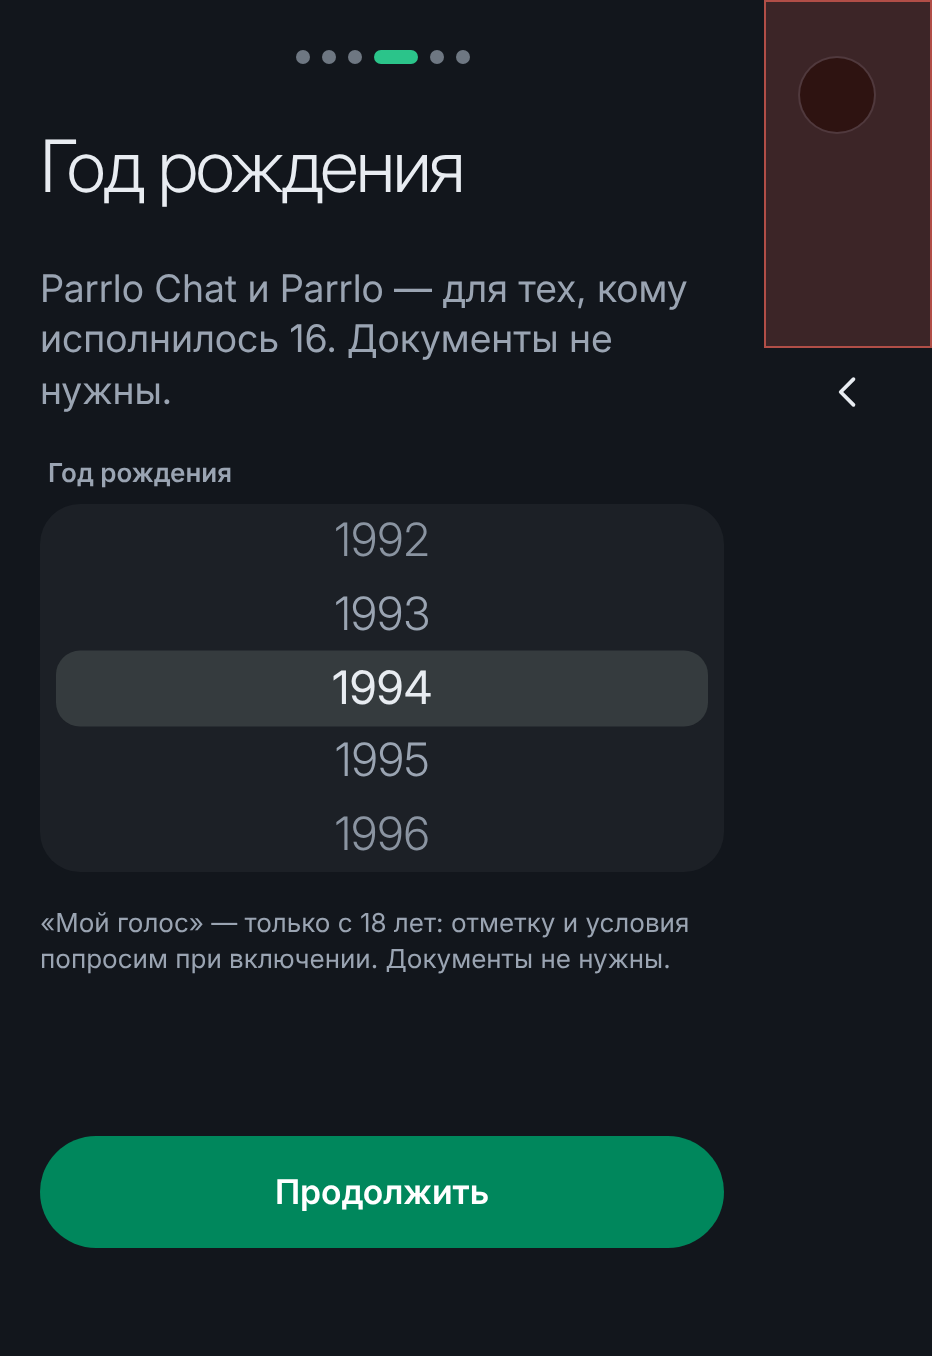 Год рождения
Parrlo Chat и Parrlo — для тех, кому
исполнилось 16. Документы не
нужны.
Год рождения
1992
1993
1994
1995
1996
«Мой голос» — только с 18 лет: отметку и условия
попросим при включении. Документы не нужны.
Продолжить